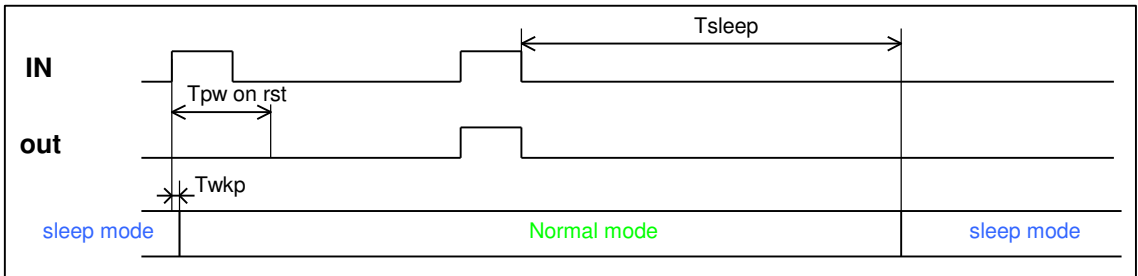 Tsleep
IN
Tpw on rst
out
Twkp
sleep mode
Normal mode
sleep mode